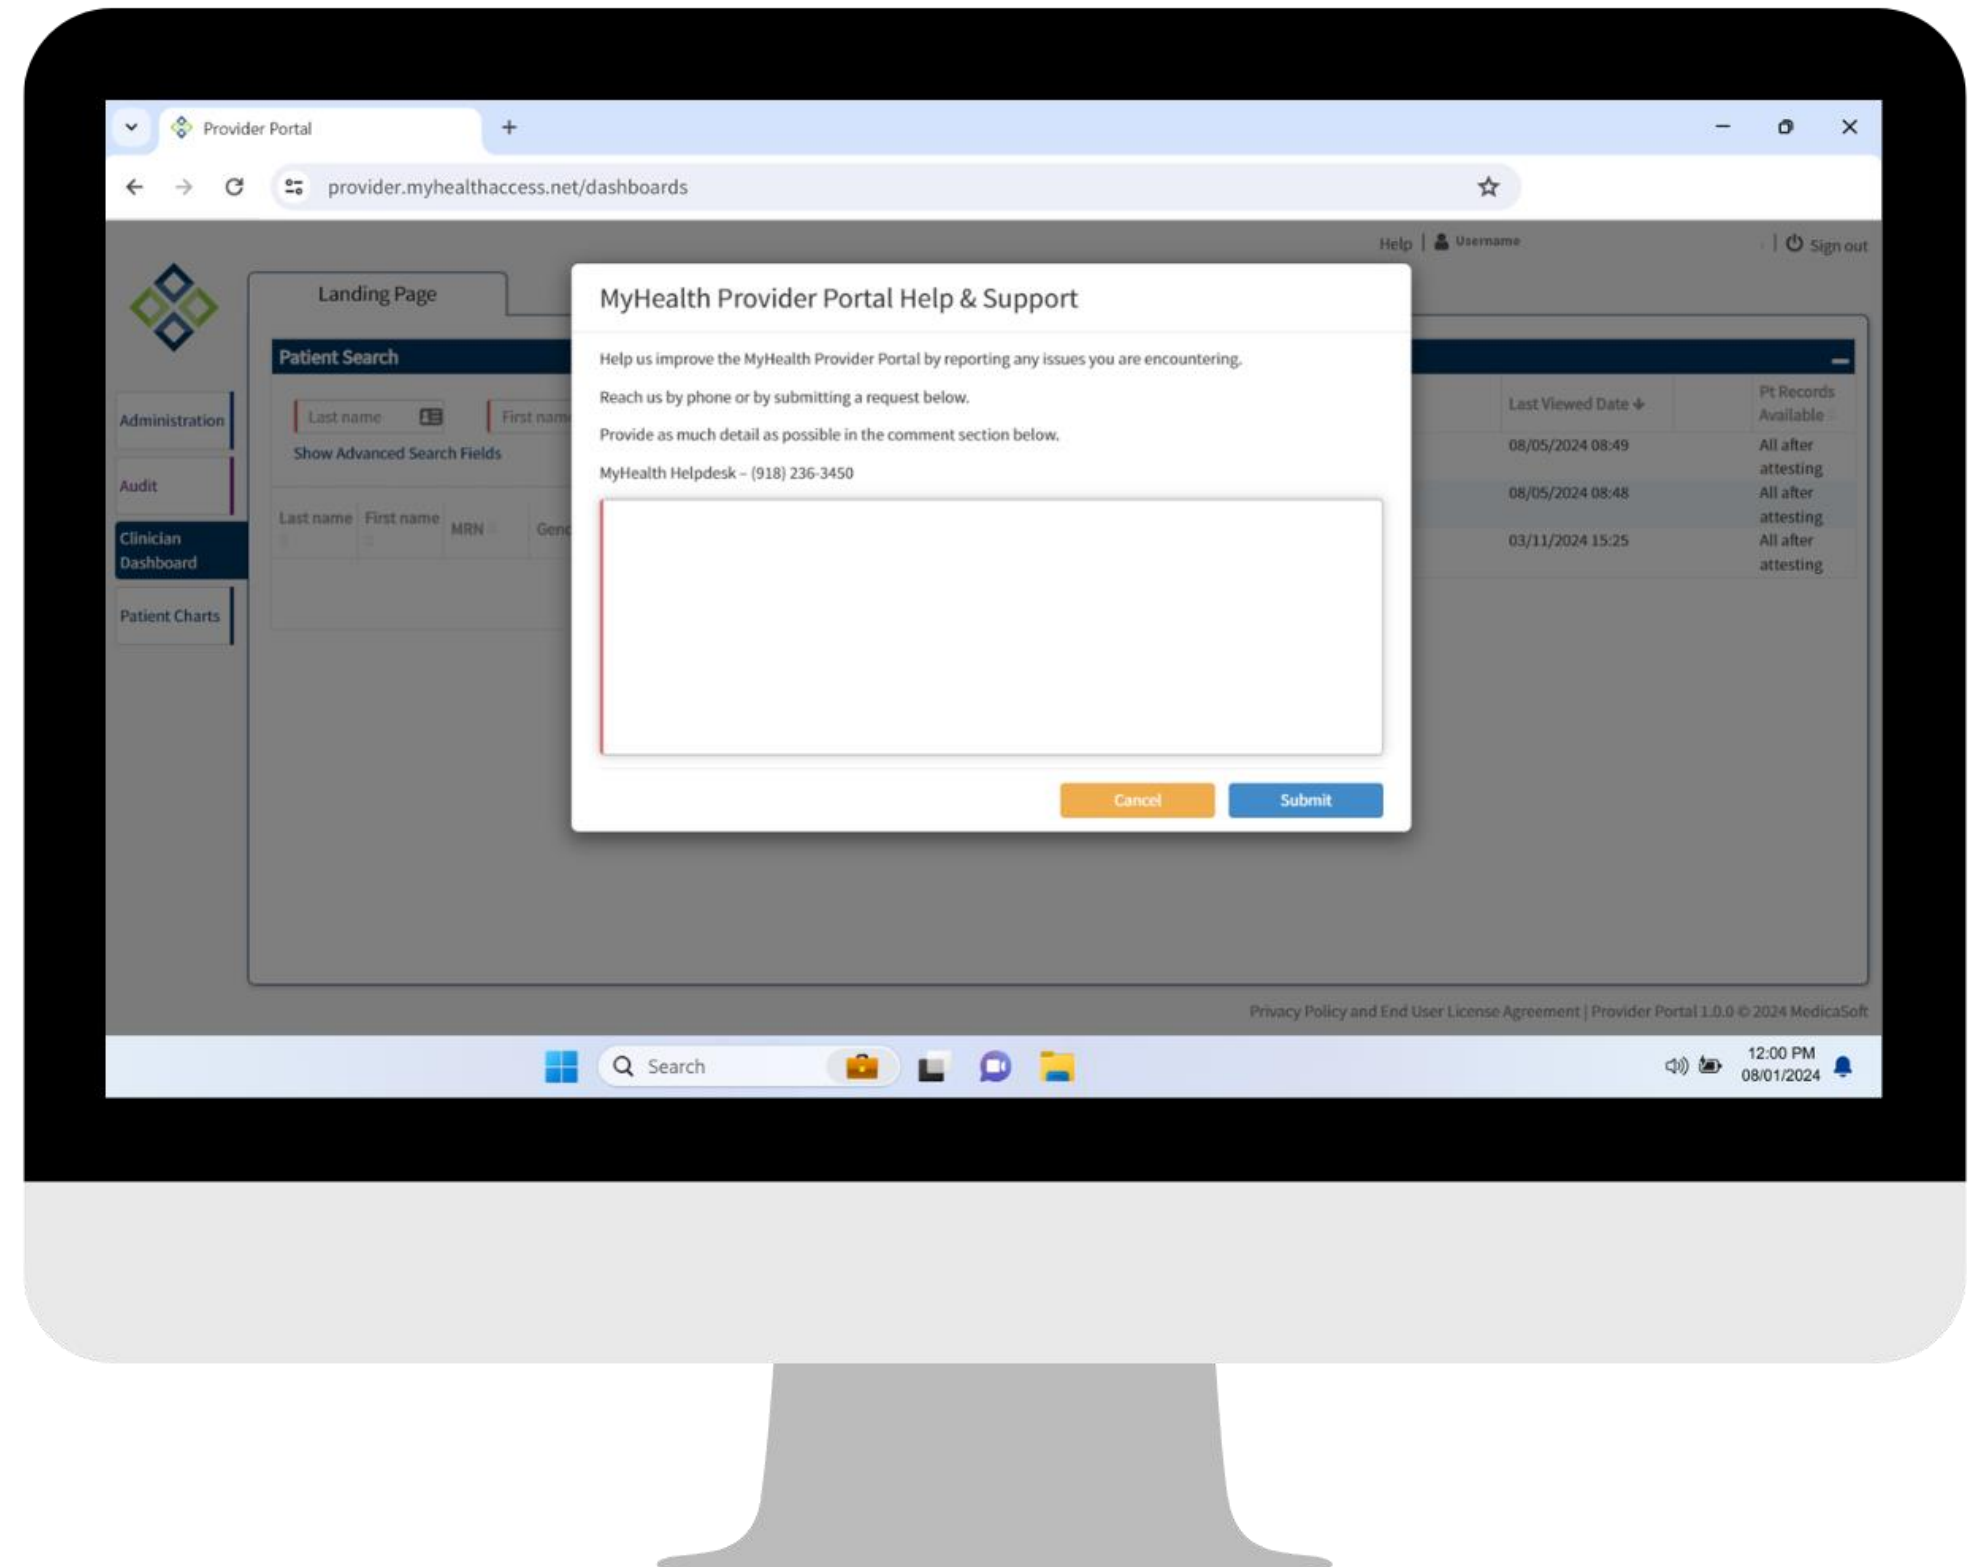 Provider Portal
provider.myhealthaccess.net/dashboards
Help | Username | Sign out
Landing Page
Patient Search
Last name
First name
Show Advanced Search Fields
Last name First name MRN
Administration
Audit
Clinician
Dashboard
Patient Charts
MyHealth Provider Portal Help & Support
Help us improve the MyHealth Provider Portal by reporting any issues you are encountering.
Reach us by phone or by submitting a request below.
Provide as much detail as possible in the comment section below.
MyHealth Helpdesk – (918) 236-3450
Cancel
Submit
Last Viewed Date
Pt Records
Available
08/05/2024 08:49
All after
attesting
08/05/2024 08:48
All after
attesting
03/11/2024 15:25
All after
attesting
Privacy Policy and End User License Agreement | Provider Portal 1.0.0 © 2024 MedicaSoft
Search
12:00 PM
08/01/2024